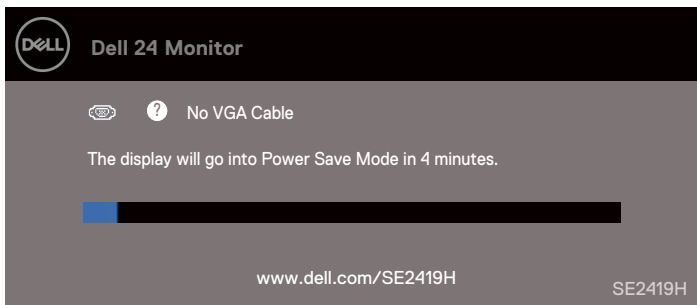 DELL
Dell 24 Monitor
? No VGA Cable
The display will go into Power Save Mode in 4 minutes.
www.dell.com/SE2419H
SE2419H